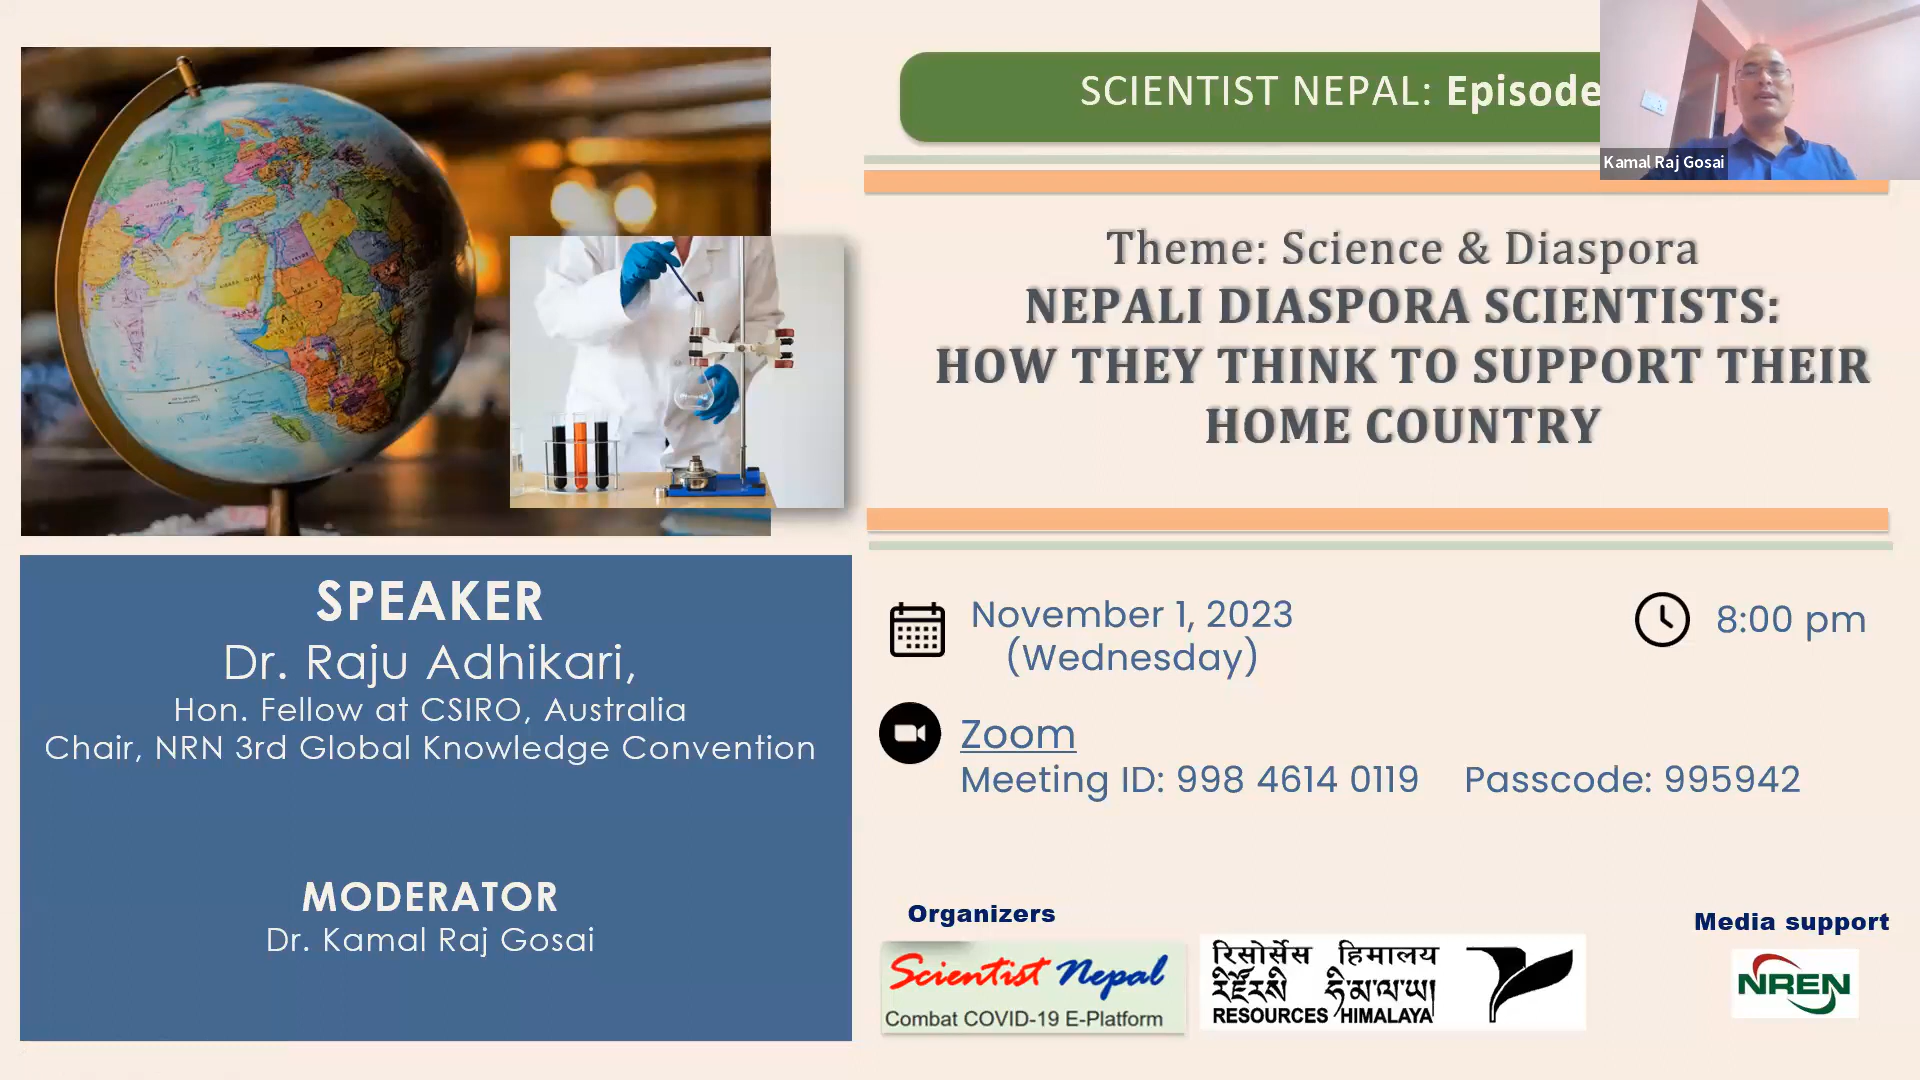 SCIENTIST NEPAL: Episode
Kamal Raj Gosai
Theme: Science & Diaspora
NEPALI DIASPORA SCIENTISTS:
HOW THEY THINK TO SUPPORT THEIR
HOME COUNTRY
SPEAKER
Dr. Raju Adhikari,
Hon. Fellow at CSIRO, Australia
Chair, NRN 3rd Global Knowledge Convention
MODERATOR
Dr. Kamal Raj Gosai
November 1, 2023
(Wednesday)
8:00 pm
Zoom
Meeting ID: 998 4614 0119 Passcode: 995942
Organizers
Scientist Nepal
Combat COVID-19 E-Platform
रिसोर्सेस हिमालय
RESOURCES HIMALAYA
Media support
NREN